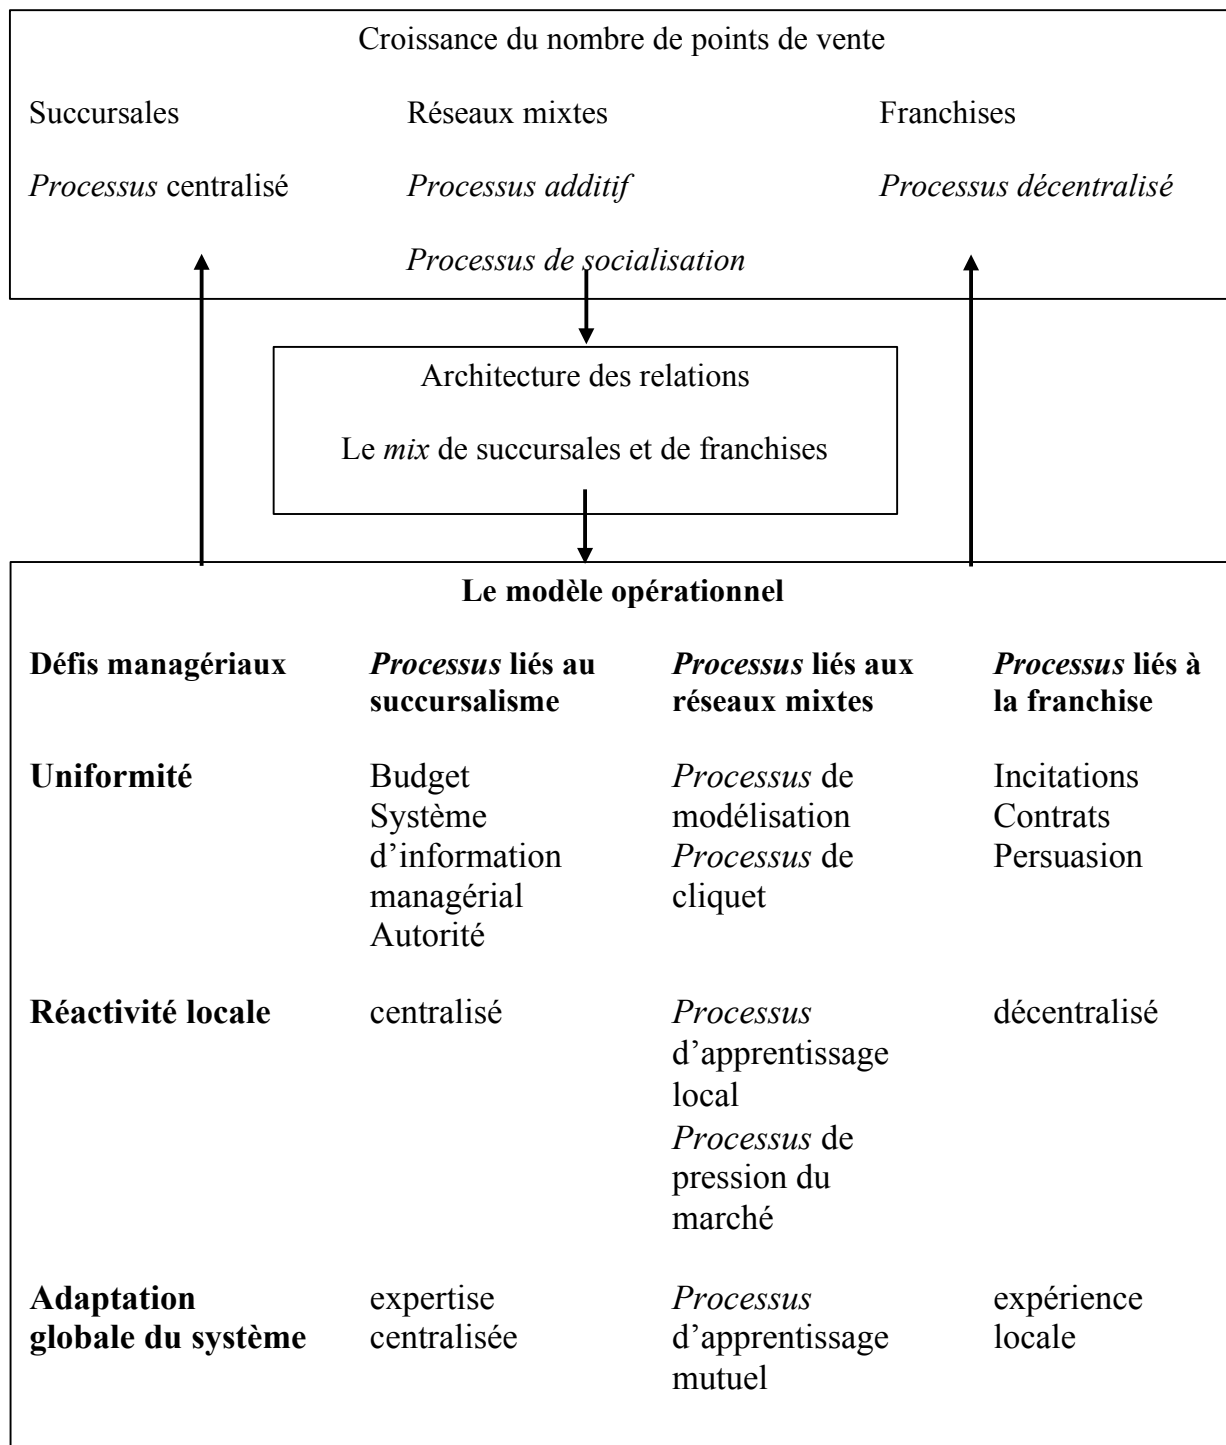 Croissance du nombre de points de vente
Succursales Réseaux mixtes Franchises
Processus centralisé Processus additif Processus décentralisé
Processus de socialisation
Architecture des relations
Le mix de succursales et de franchises
Le modèle opérationnel
Défis managériaux Processus liés au Processus liés aux Processus liés à
succursalisme réseaux mixtes la franchise
Uniformité Budget Processus de Incitations
Système modélisation Contrats
d’information Processus de Persuasion
managérial cliquet
Autorité
Réactivité locale centralisé Processus décentralisé
d’apprentissage
local
Processus de
pression du
marché
Adaptation expertise Processus expérience
globale du système centralisée d’apprentissage locale
mutuel